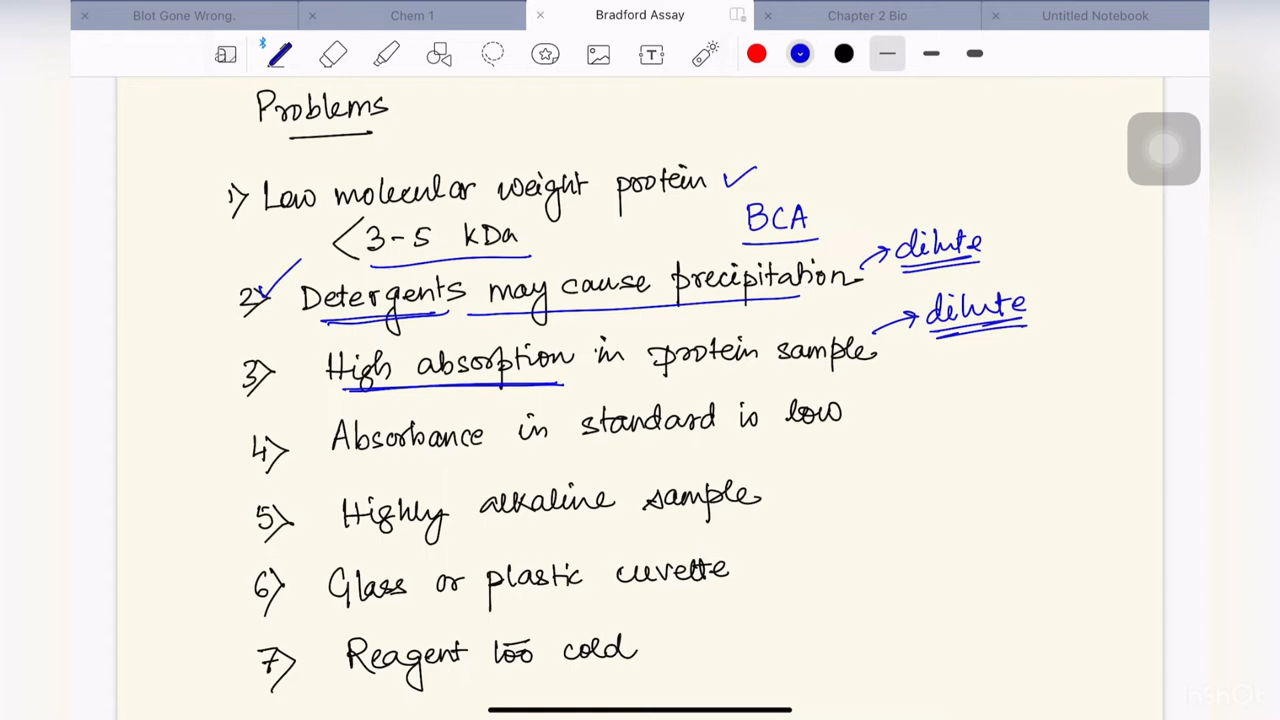 Blot Gone Wrong.
Chem 1
Bradford Assay
Chapter 2 Bio
Untitled Notebook
Problems
1) Low molecular weight protein ✓
< 3-5 kDa
BCA
2) Detergents may cause precipitation → dilute
3) High absorption in protein sample → dilute
4) Absorbance in standard is low
5) Highly alkaline sample
6) Glass or plastic cuvette
7) Reagent too cold